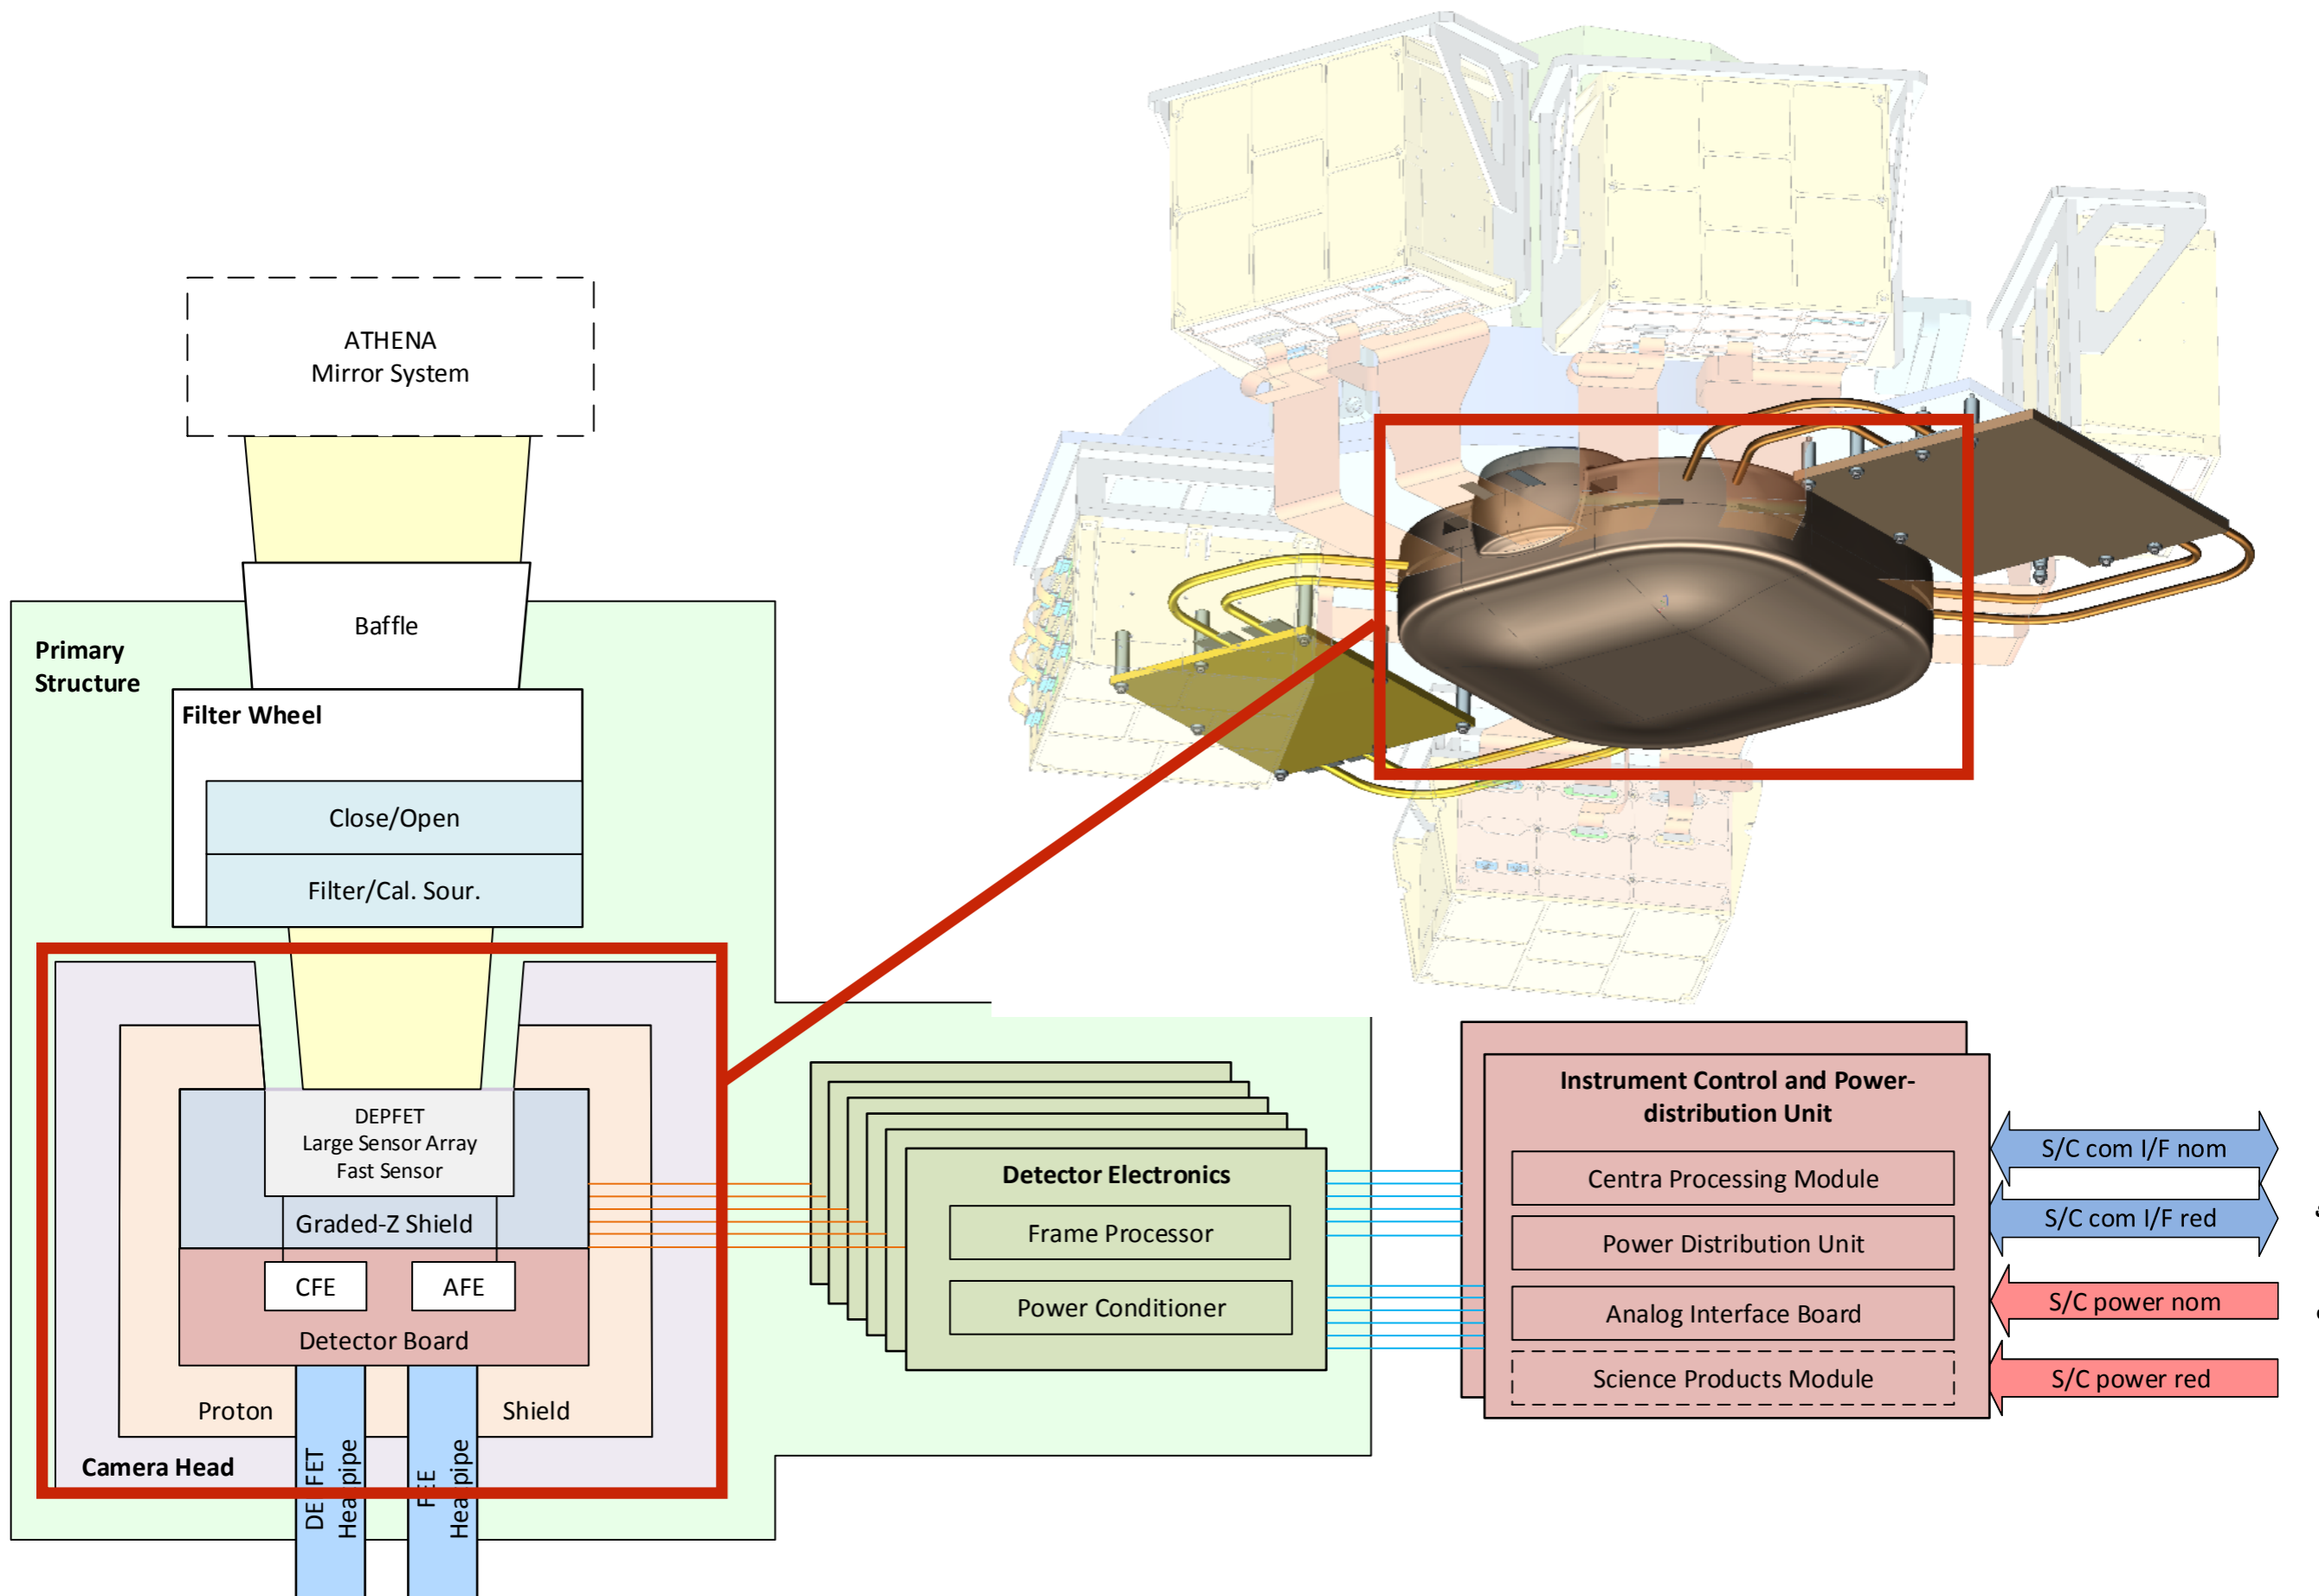 ATHENA
Mirror System
Baffle
Primary
Structure
Filter Wheel
Close/Open
Filter/Cal. Sour.
DEPFET
Large Sensor Array
Fast Sensor
Graded-Z Shield
CFE
AFE
Detector Board
Proton
Shield
Camera Head
DEPFET
Heatpipe
FEE
Heatpipe
Detector Electronics
Frame Processor
Power Conditioner
Instrument Control and Power-
distribution Unit
Centra Processing Module
Power Distribution Unit
Analog Interface Board
Science Products Module
S/C com I/F nom
S/C com I/F red
S/C power nom
S/C power red